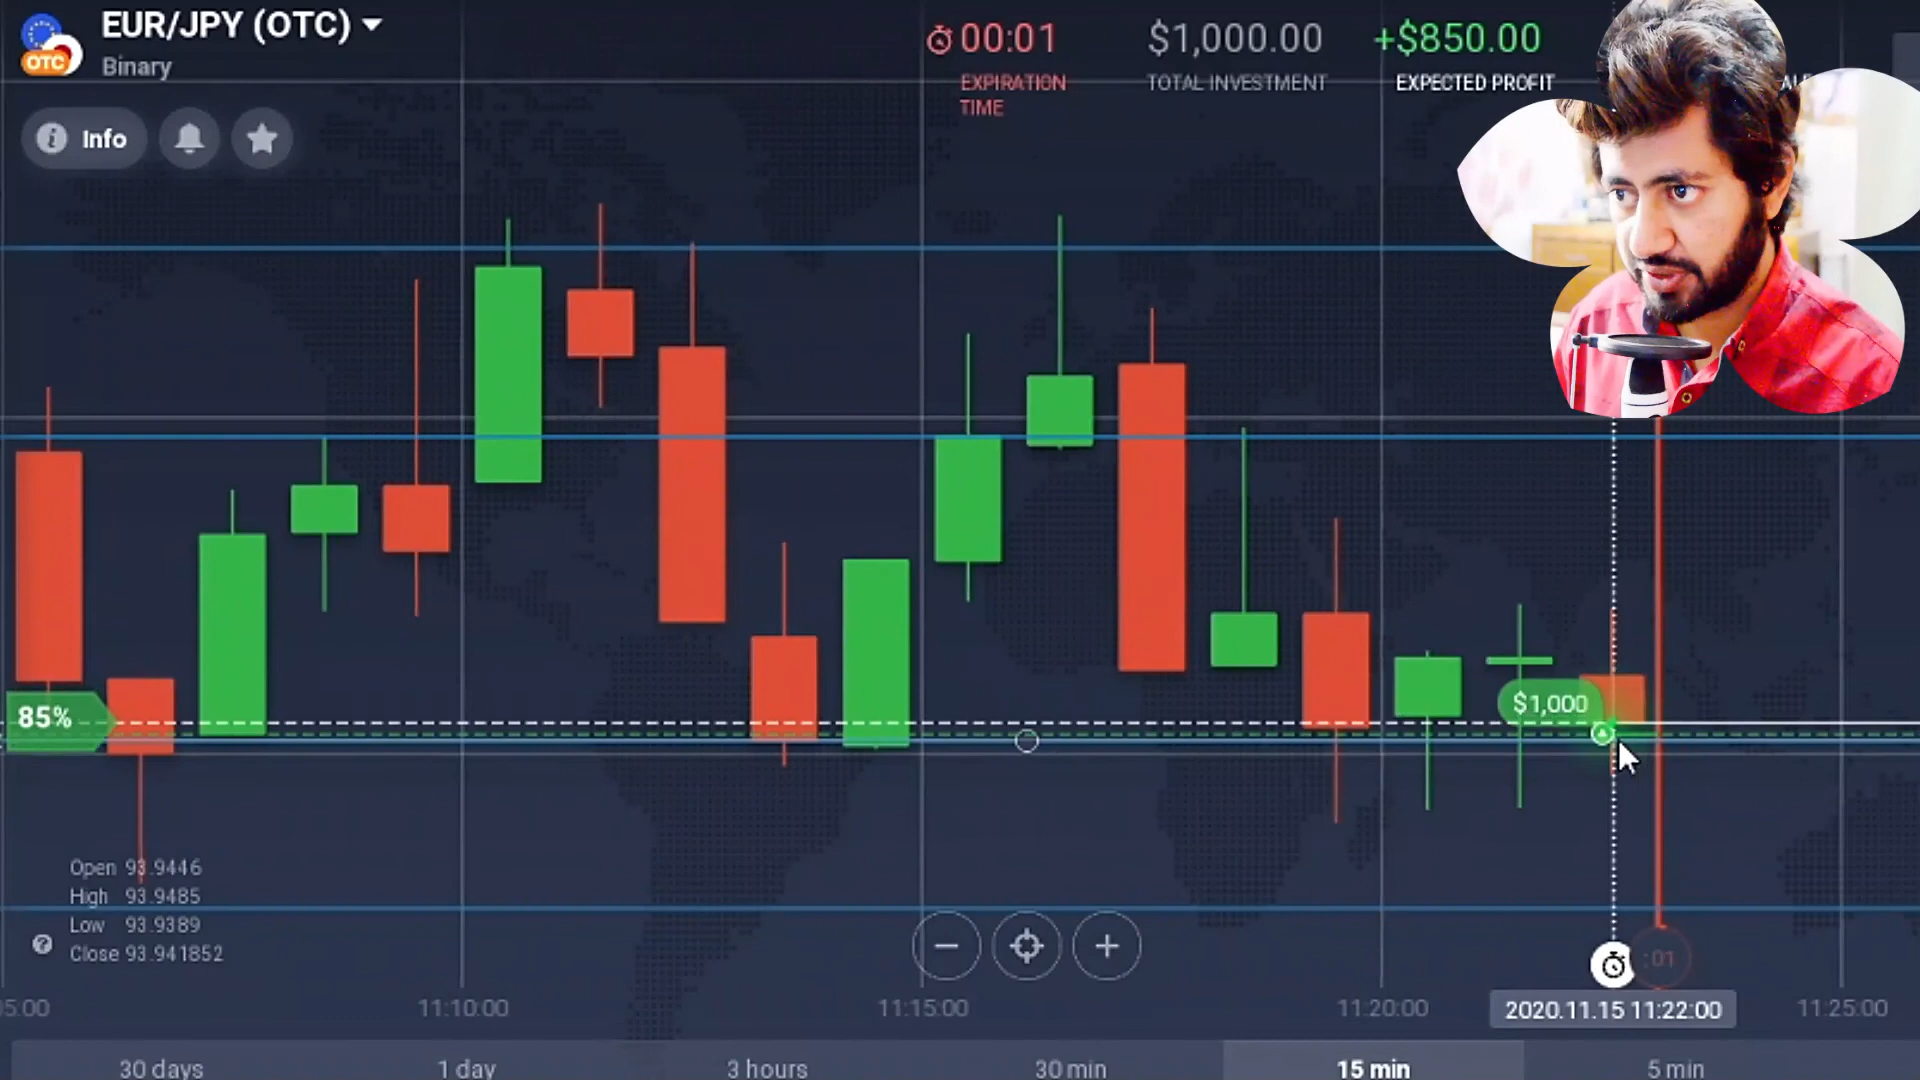 EUR/JPY (OTC)
Binary
OTC
00:01
EXPIRATION
TIME
$1,000.00
TOTAL INVESTMENT
+$850.00
EXPECTED PROFIT
Info
85%
$1,000
Open 93.9446
High 93.9485
Low 93.9389
Close 93.941852
:01
11:10:00
11:15:00
11:20:00
2020.11.15 11:22:00
11:25:00
30 days
1 day
3 hours
30 min
15 min
5 min